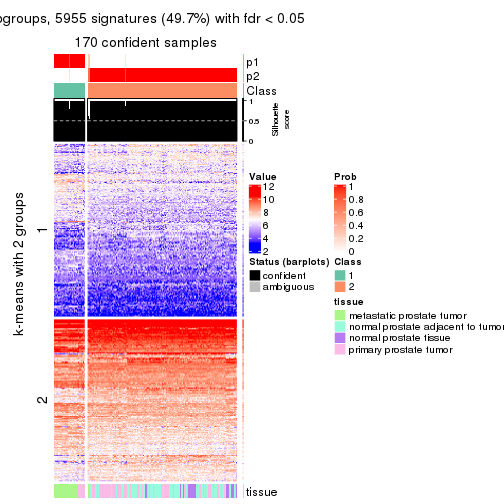 ogroups, 5955 signatures (49.7%) with fdr < 0.05
170 confident samples
p1
p2
Class
1
0.5
0
Silhouette
score
k-means with 2 groups
1
2
Value
12
10
8
6
4
2
Prob
1
0.8
0.6
0.4
0.2
0
Status (barplots)
confident
ambiguous
Class
1
2
tissue
metastatic prostate tumor
normal prostate adjacent to tumor
normal prostate tissue
primary prostate tumor
tissue